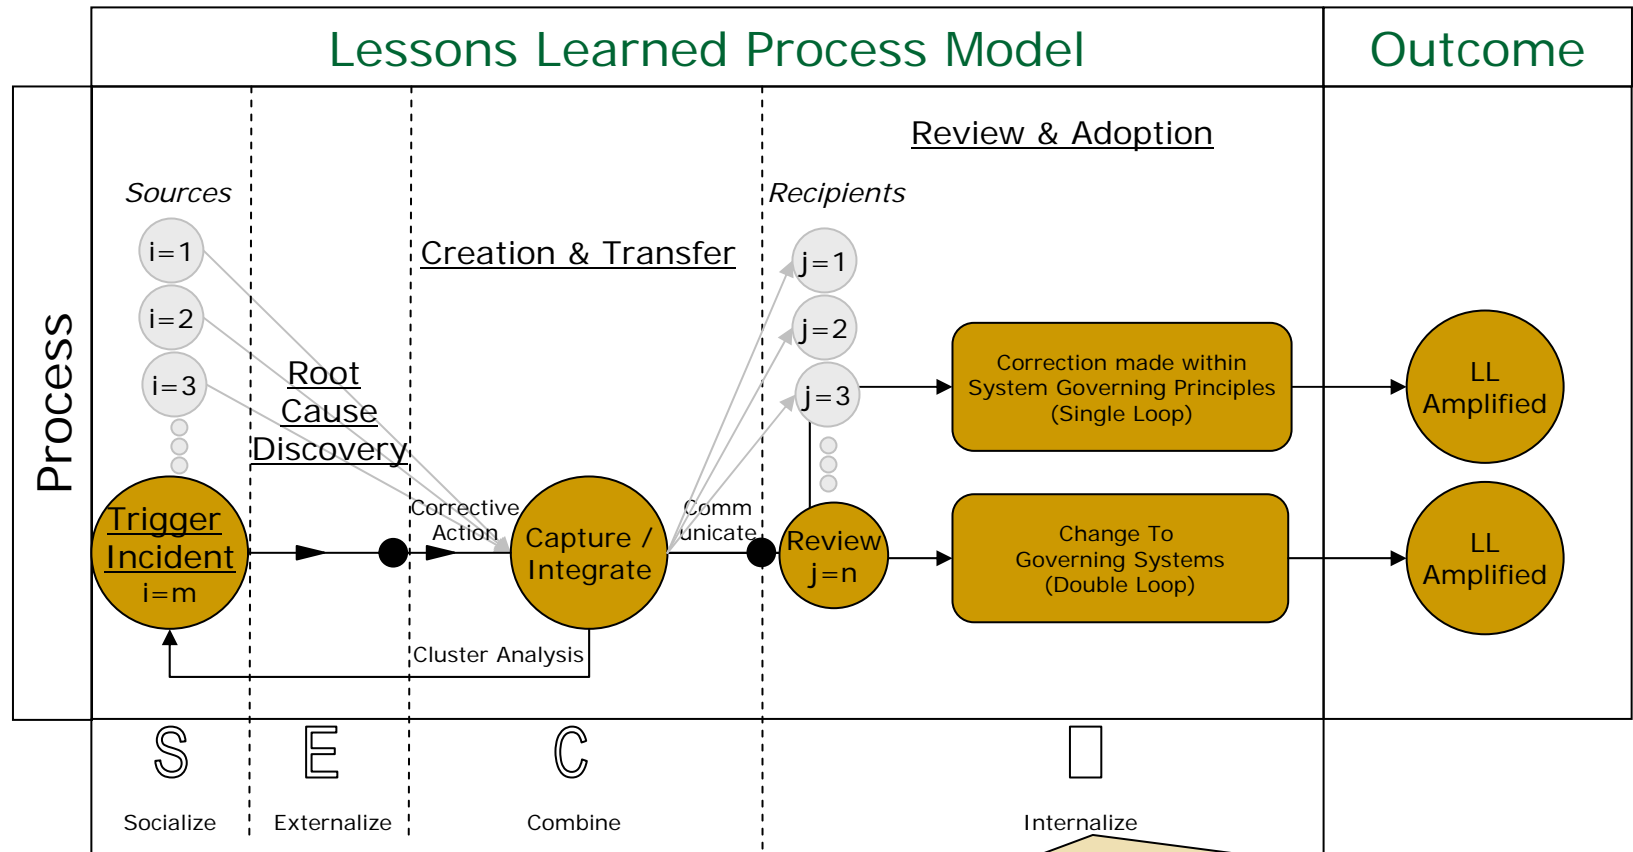 Lessons Learned Process Model
Outcome
Process
Review & Adoption
Sources
Recipients
i=1
i=2
i=3
Creation & Transfer
j=1
j=2
j=3
Root
Cause
Discovery
Correction made within
System Governing Principles
(Single Loop)
LL
Amplified
Trigger
Incident
i=m
Corrective
Action
Capture /
Integrate
Comm
unicate
Review
j=n
Change To
Governing Systems
(Double Loop)
LL
Amplified
Cluster Analysis
S
E
C
Socialize
Externalize
Combine
Internalize